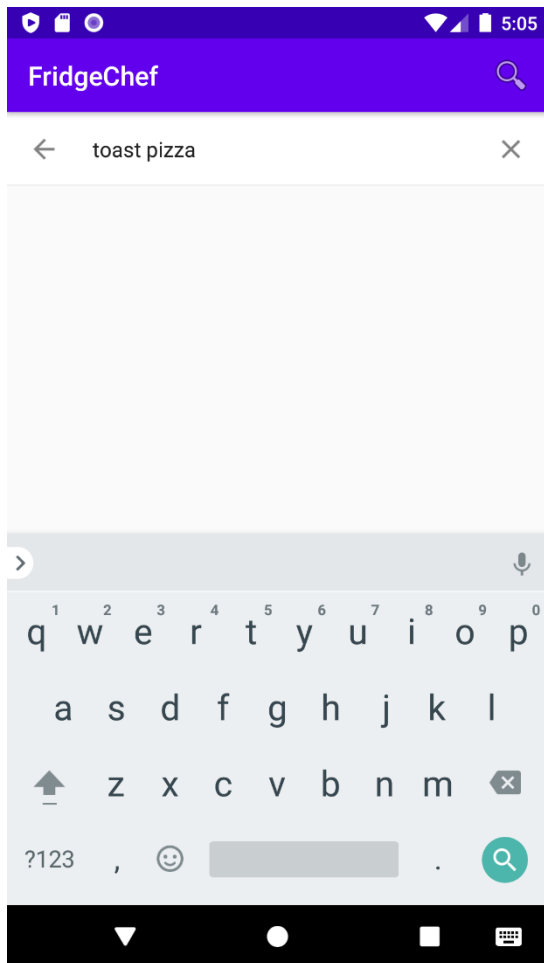 5:05
FridgeChef
toast pizza
1 2 3 4 5 6 7 8 9 0
q w e r t y u i o p
a s d f g h j k l
z x c v b n m
?123 , .